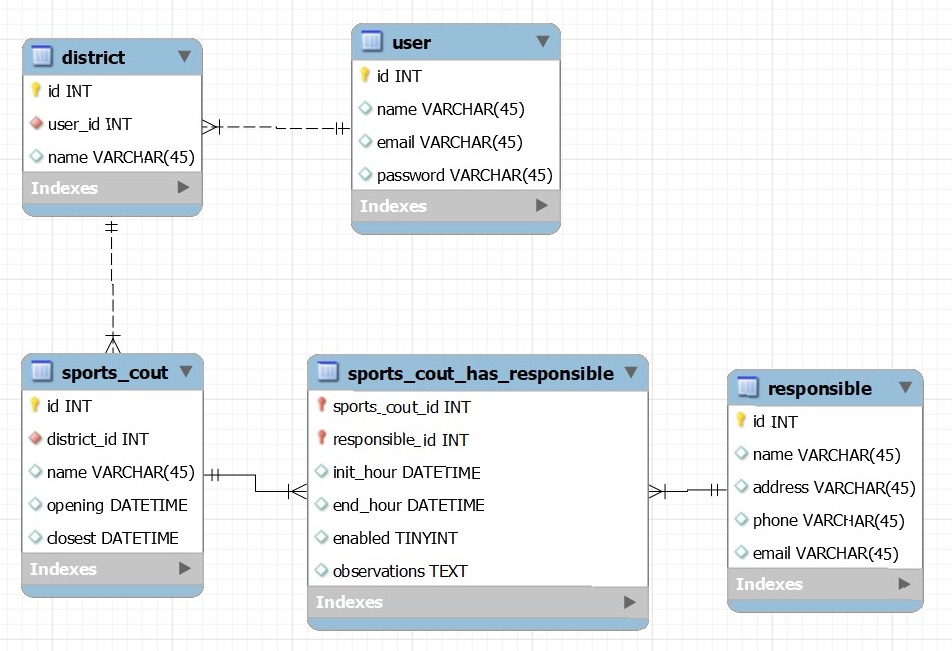 district
id INT
user_id INT
name VARCHAR(45)
Indexes
user
id INT
name VARCHAR(45)
email VARCHAR(45)
password VARCHAR(45)
Indexes
sports_cout
id INT
district_id INT
name VARCHAR(45)
opening DATETIME
closest DATETIME
Indexes
sports_cout_has_responsible
sports_cout_id INT
responsible_id INT
init_hour DATETIME
end_hour DATETIME
enabled TINYINT
observations TEXT
Indexes
responsible
id INT
name VARCHAR(45)
address VARCHAR(45)
phone VARCHAR(45)
email VARCHAR(45)
Indexes